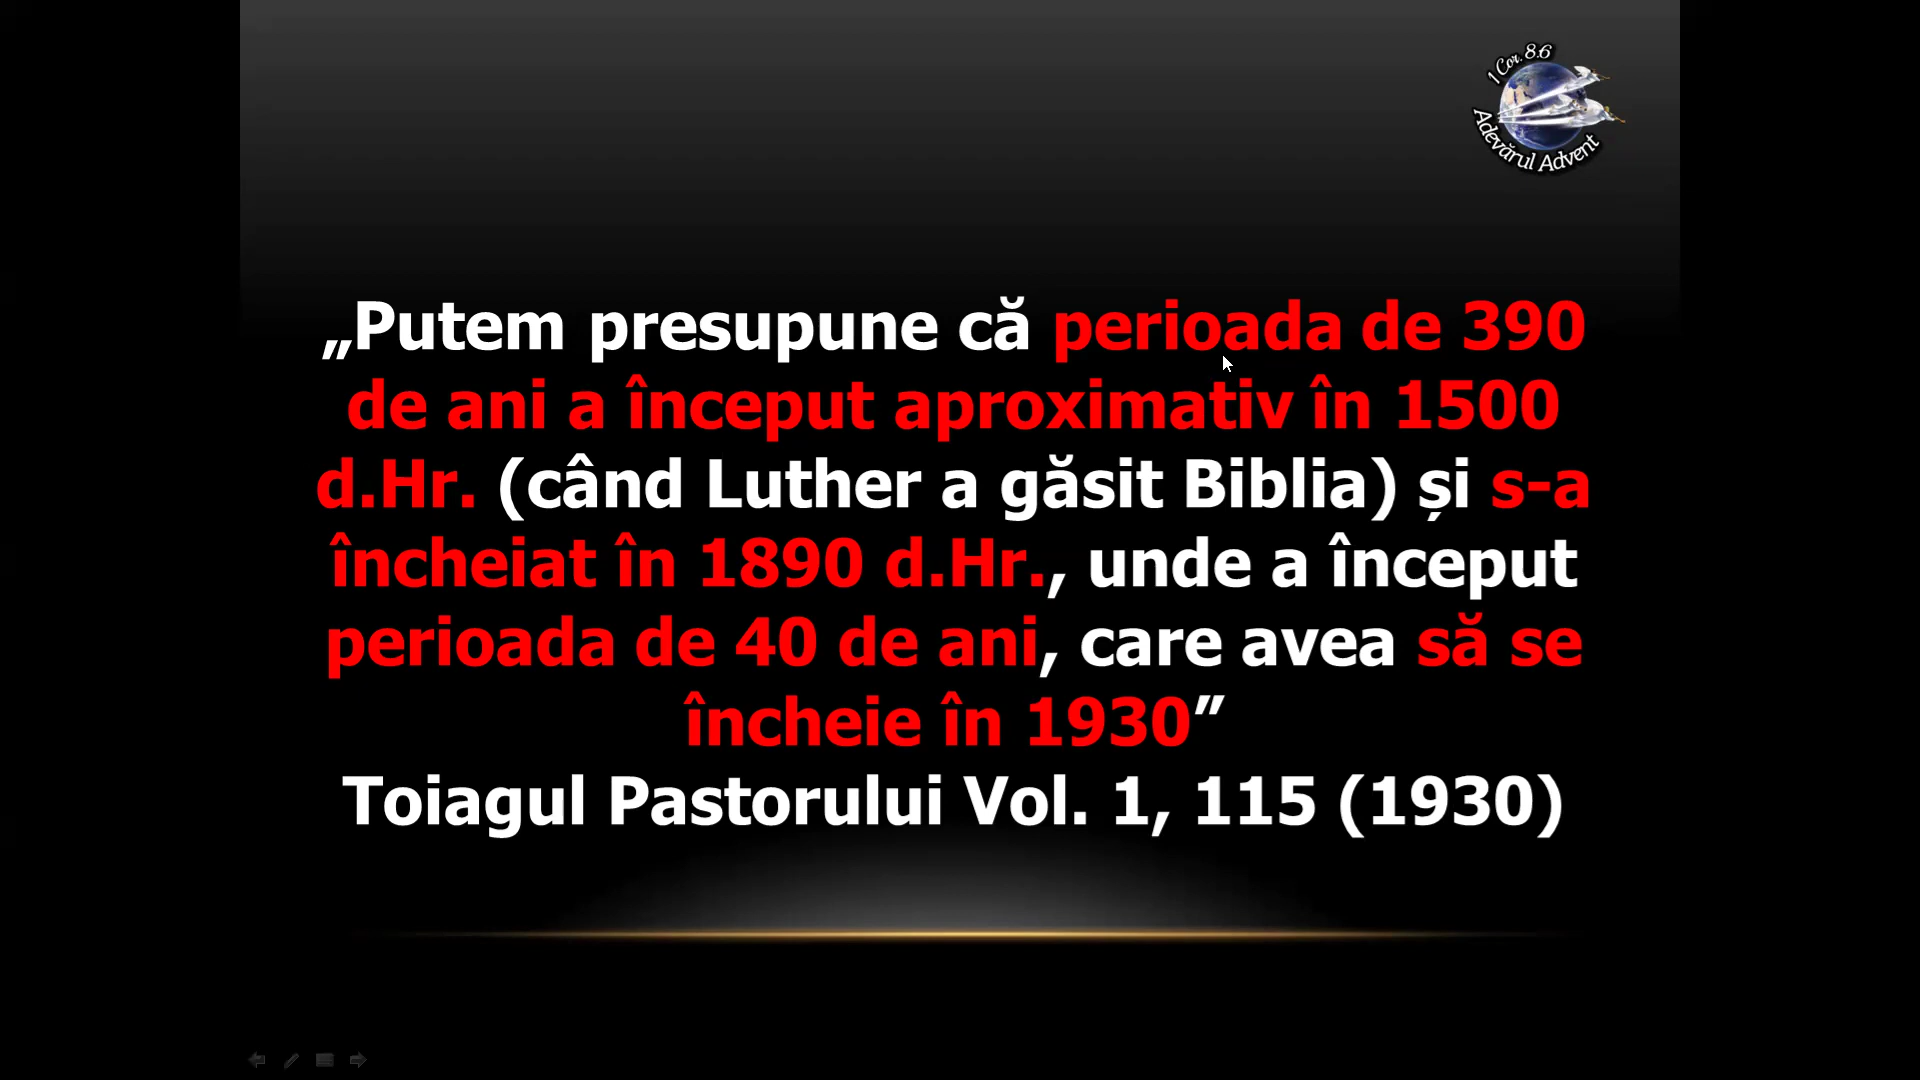 1 Cor. 8.6
Adevărul Advent
„Putem presupune că perioada de 390
de ani a început aproximativ în 1500
d.Hr. (când Luther a găsit Biblia) și s-a
încheiat în 1890 d.Hr., unde a început
perioada de 40 de ani, care avea să se
încheie în 1930”
Toiagul Pastorului Vol. 1, 115 (1930)